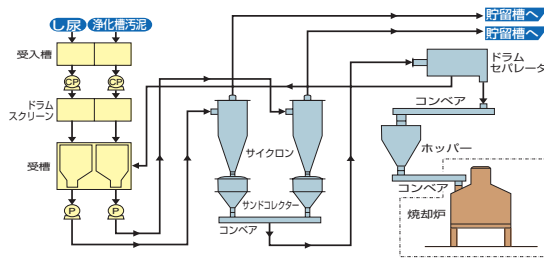 し尿
浄化槽汚泥
貯留槽へ
貯留槽へ
受入槽
CP
CP
ドラム
スクリーン
受槽
P
P
サイクロン
サンドコレクター
コンベア
ドラム
セパレータ
コンベア
ホッパー
コンベア
焼却炉